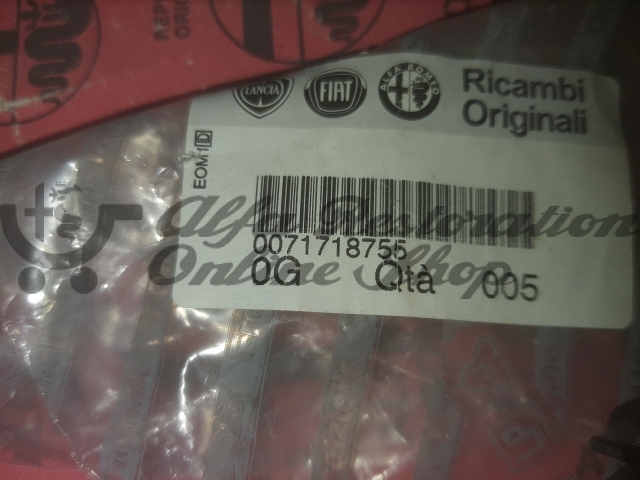 LANCIA
FIAT
ALFA ROMEO
Ricambi
Originali
EOM1D
0071718755
0G Qtà 005
Alfa Restoration
Online Shop